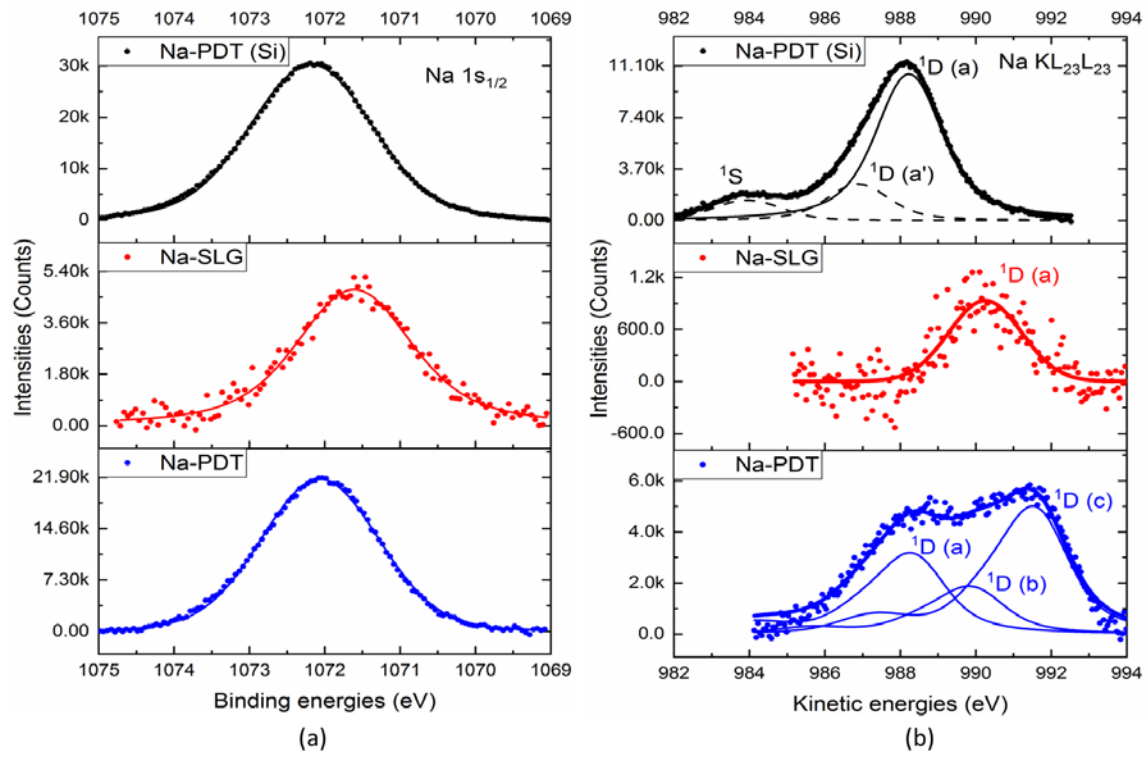 1075 1074 1073 1072 1071 1070 1069
Na-PDT (Si)
Na 1s1/2
30k
20k
10k
0
Na-SLG
5.40k
3.60k
1.80k
0.00
Na-PDT
21.90k
14.60k
7.30k
0.00
Intensities (Counts)
1075 1074 1073 1072 1071 1070 1069
Binding energies (eV)
(a)
982 984 986 988 990 992 994
Na-PDT (Si)
Na KL23L23
11.10k
7.40k
3.70k
0.00
1D (a)
1D (a')
1S
Na-SLG
1.2k
600.0
0.0
-600.0
1D (a)
Na-PDT
6.0k
4.0k
2.0k
0.0
1D (a)
1D (b)
1D (c)
Intensities (Counts)
982 984 986 988 990 992 994
Kinetic energies (eV)
(b)